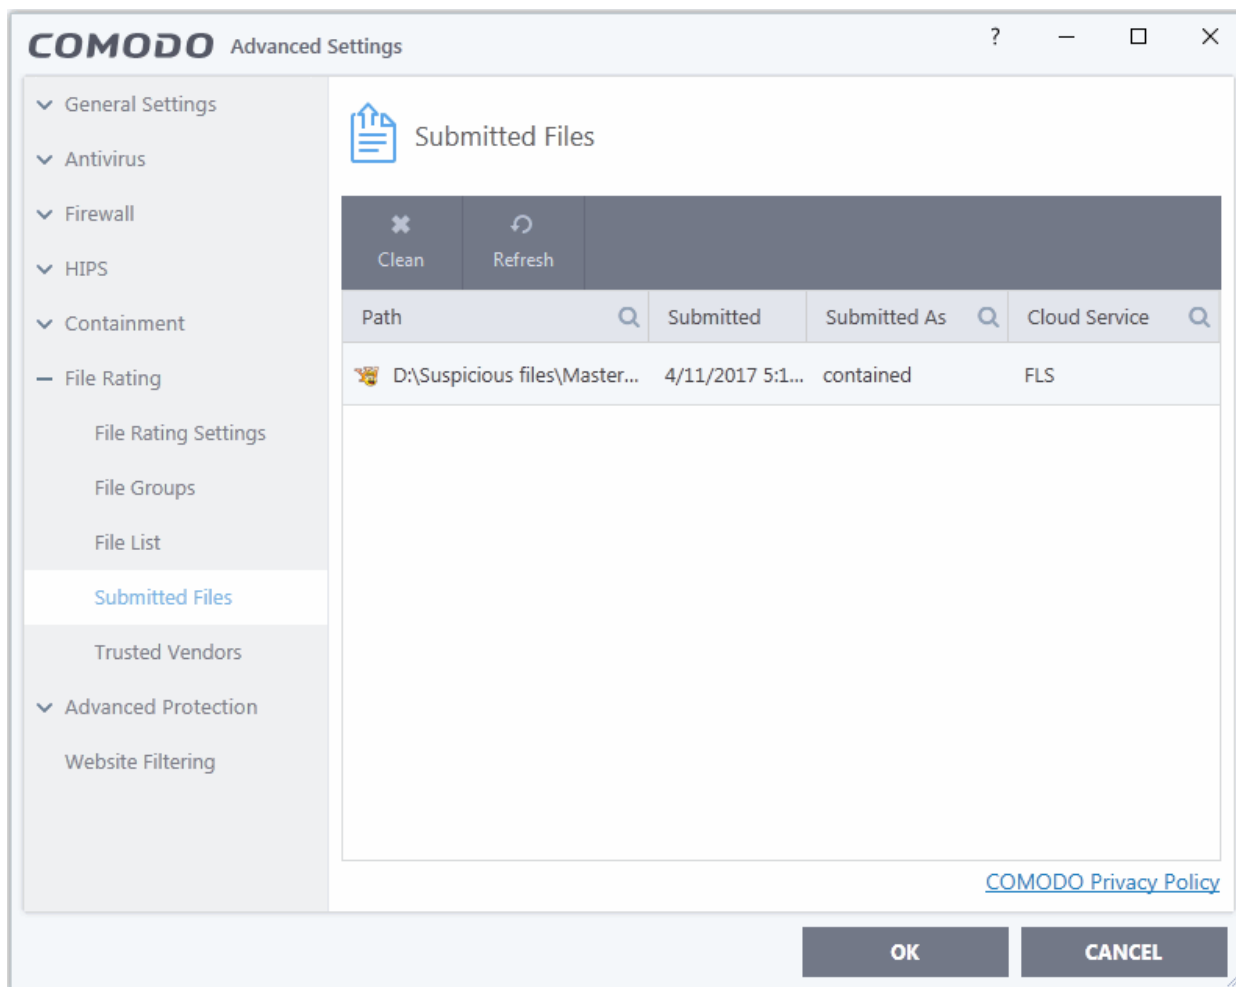 COMODO Advanced Settings ?
General Settings
Antivirus
Firewall
HIPS
Containment
File Rating
File Rating Settings
File Groups
File List
Submitted Files
Trusted Vendors
Advanced Protection
Website Filtering
Submitted Files
Clean Refresh
Path Submitted Submitted As Cloud Service
D:\Suspicious files\Master... 4/11/2017 5:1... contained FLS
COMODO Privacy Policy
OK CANCEL